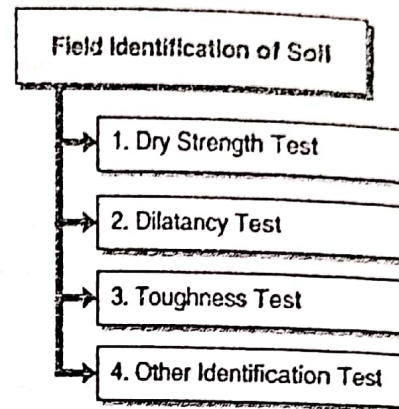 Field Identification of Soil
1. Dry Strength Test
2. Dilatancy Test
3. Toughness Test
4. Other Identification Test